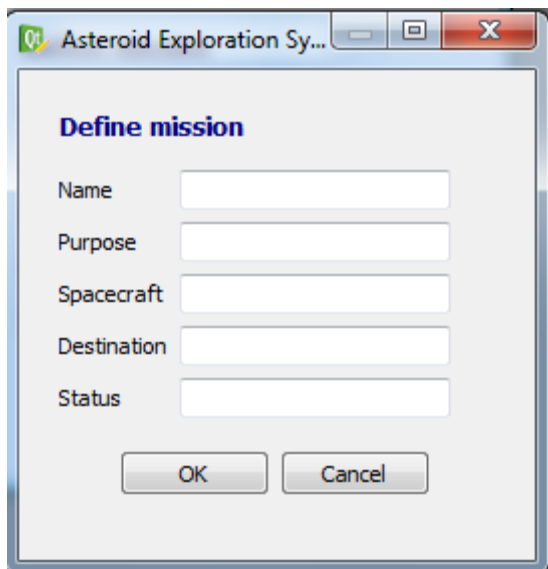 Asteroid Exploration Sy...
Define mission
Name
Purpose
Spacecraft
Destination
Status
OK Cancel